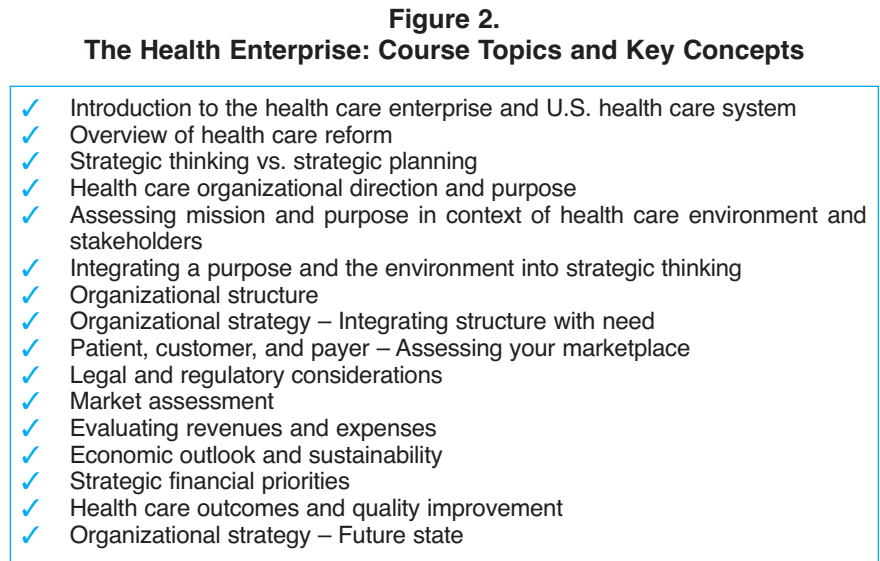 Figure 2.
The Health Enterprise: Course Topics and Key Concepts
✓ Introduction to the health care enterprise and U.S. health care system
✓ Overview of health care reform
✓ Strategic thinking vs. strategic planning
✓ Health care organizational direction and purpose
✓ Assessing mission and purpose in context of health care environment and
stakeholders
✓ Integrating a purpose and the environment into strategic thinking
✓ Organizational structure
✓ Organizational strategy – Integrating structure with need
✓ Patient, customer, and payer – Assessing your marketplace
✓ Legal and regulatory considerations
✓ Market assessment
✓ Evaluating revenues and expenses
✓ Economic outlook and sustainability
✓ Strategic financial priorities
✓ Health care outcomes and quality improvement
✓ Organizational strategy – Future state